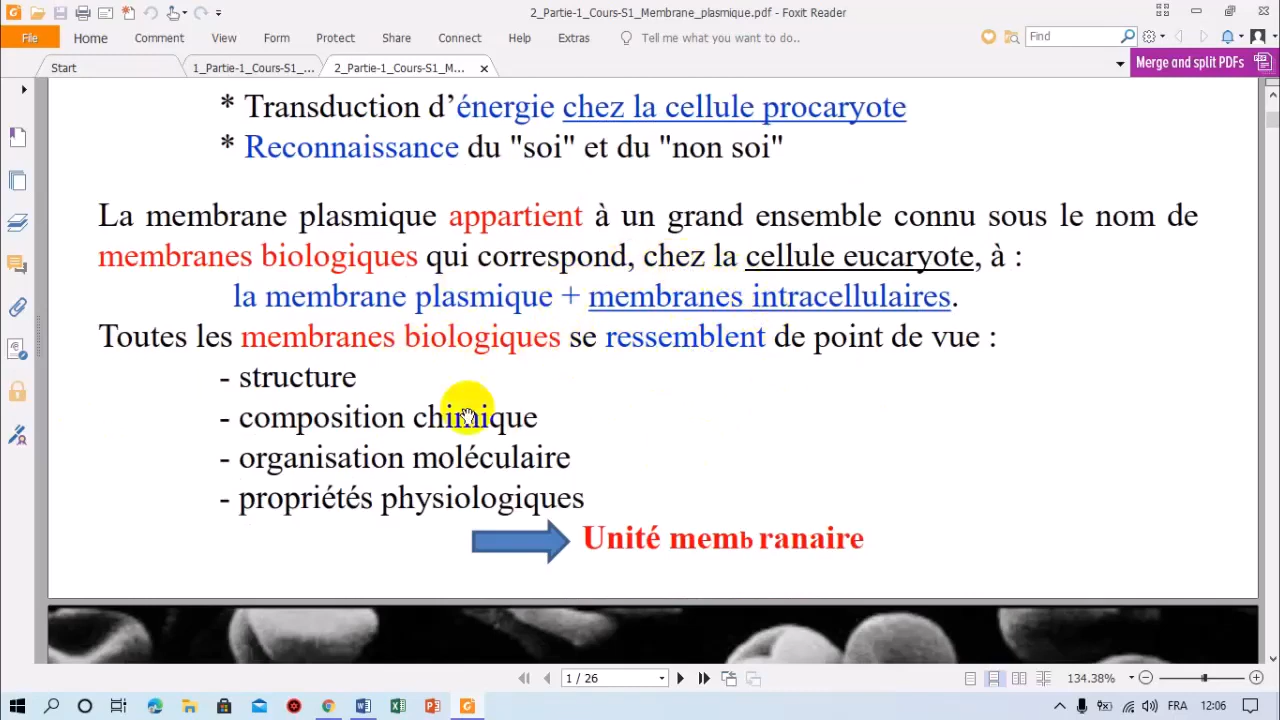 2_Partie-1_Cours-S1_Membrane_plasmique.pdf - Foxit Reader
File Home Comment View Form Protect Share Connect Help Extras Tell me what you want to do.. Find
Start 1_Partie-1_Cours-S1_... 2_Partie-1_Cours-S1_M... Merge and split PDFs
* Transduction d’énergie chez la cellule procaryote
* Reconnaissance du "soi" et du "non soi"
La membrane plasmique appartient à un grand ensemble connu sous le nom de
membranes biologiques qui correspond, chez la cellule eucaryote, à :
la membrane plasmique + membranes intracellulaires.
Toutes les membranes biologiques se ressemblent de point de vue :
- structure
- composition chimique
- organisation moléculaire
- propriétés physiologiques
Unité memb ranaire
1 / 26 134.38%
FRA 12:06